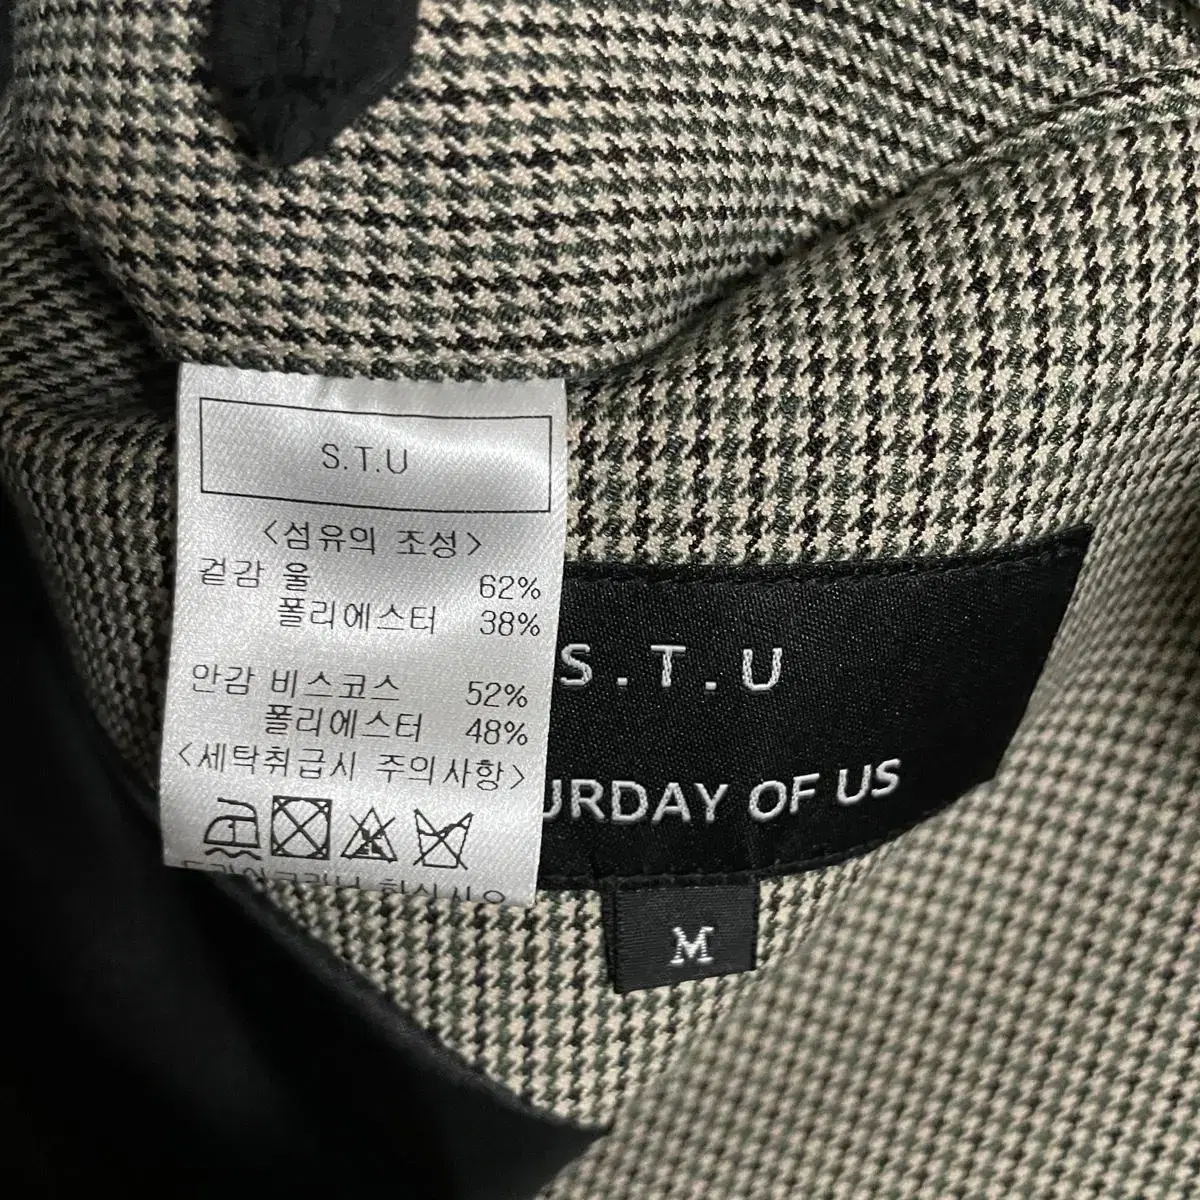 S.T.U
<섬유의 조성>
겉감 울 62%
폴리에스터 38%
안감 비스코스 52%
폴리에스터 48%
<세탁취급시 주의사항>
S.T.U
URDAY OF US
M